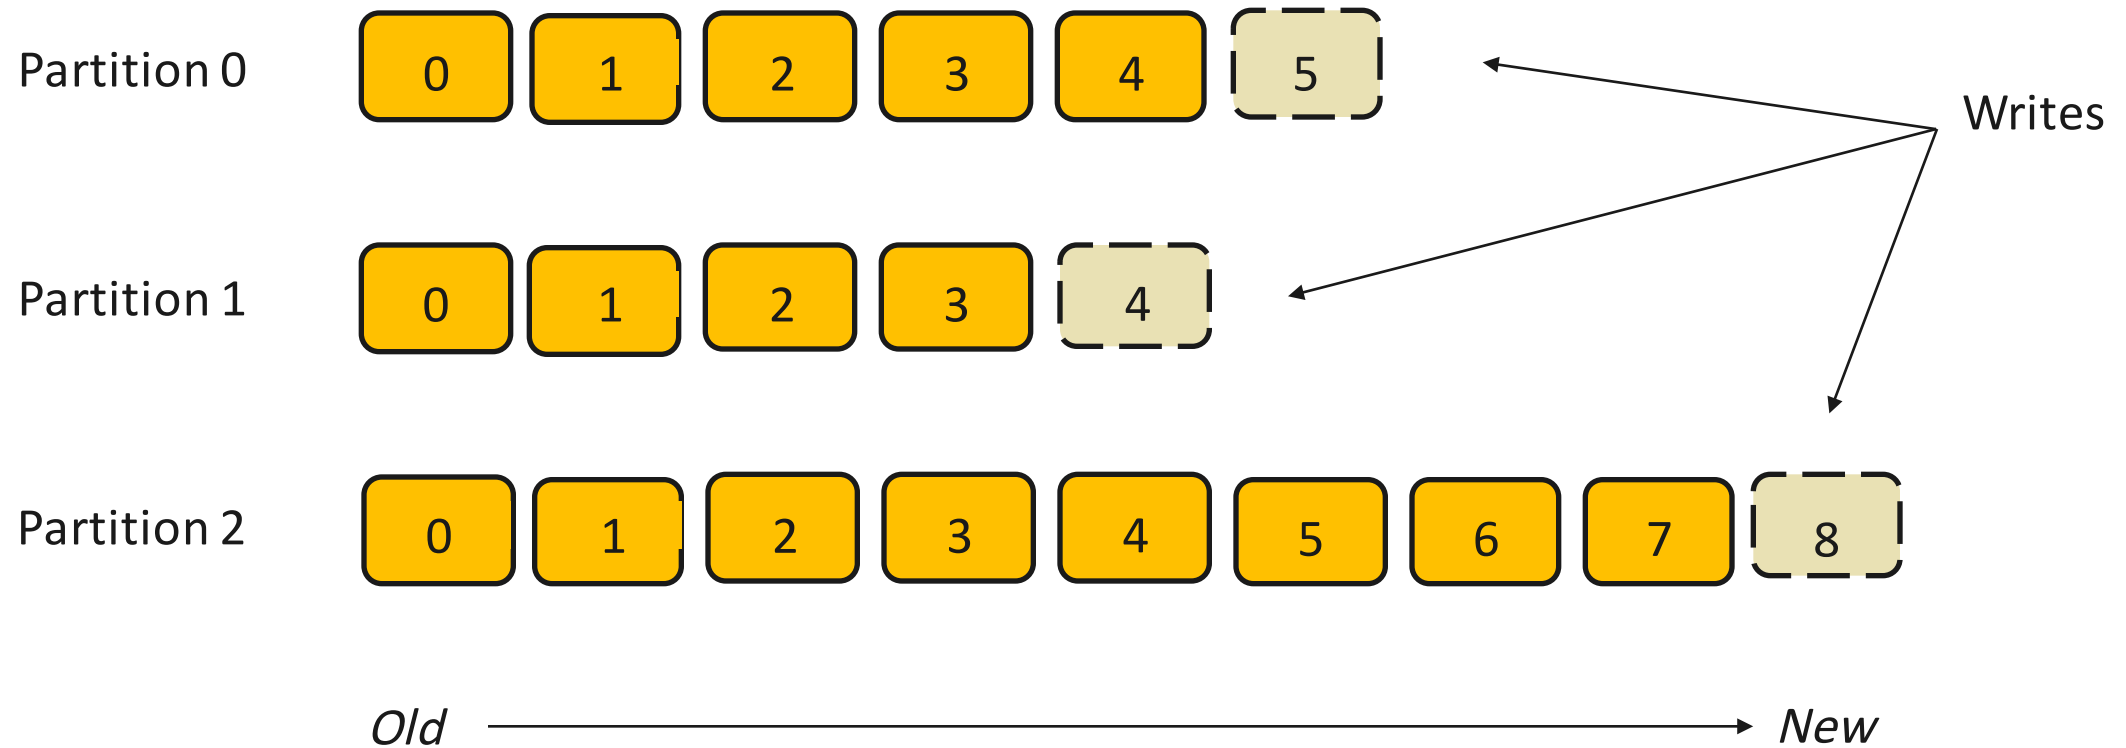 Partition 0 0 1 2 3 4 5
Writes
Partition 1 0 1 2 3 4
Partition 2 0 1 2 3 4 5 6 7 8
Old New